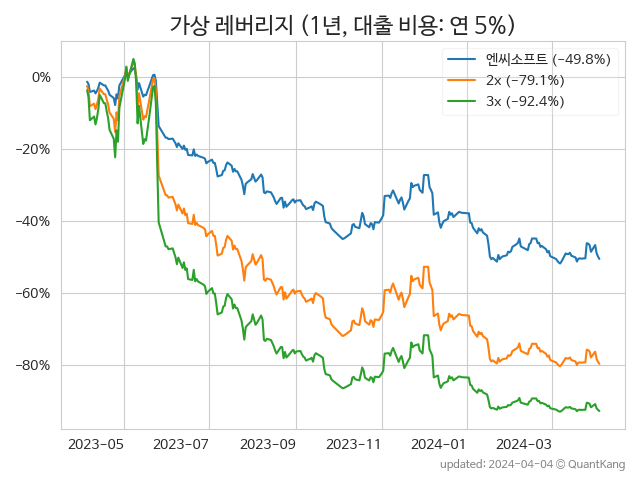 가상 레버리지 (1년, 대출 비용: 연 5%)
엔씨소프트 (−49.8%)
2x (−79.1%)
3x (−92.4%)
0%
−20%
−40%
−60%
−80%
2023−05 2023−07 2023−09 2023−11 2024−01 2024−03
updated: 2024−04−04 © QuantKang